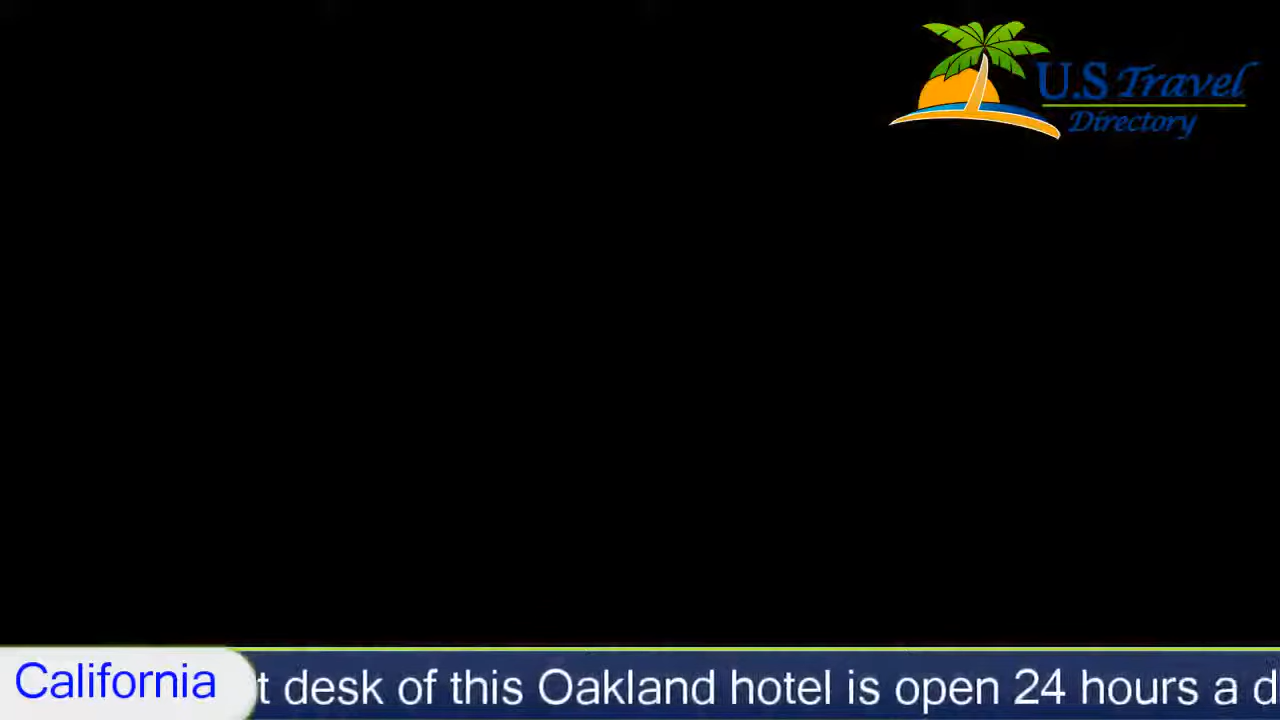 U.S Travel
Directory
California
t desk of this Oakland hotel is open 24 hours a d